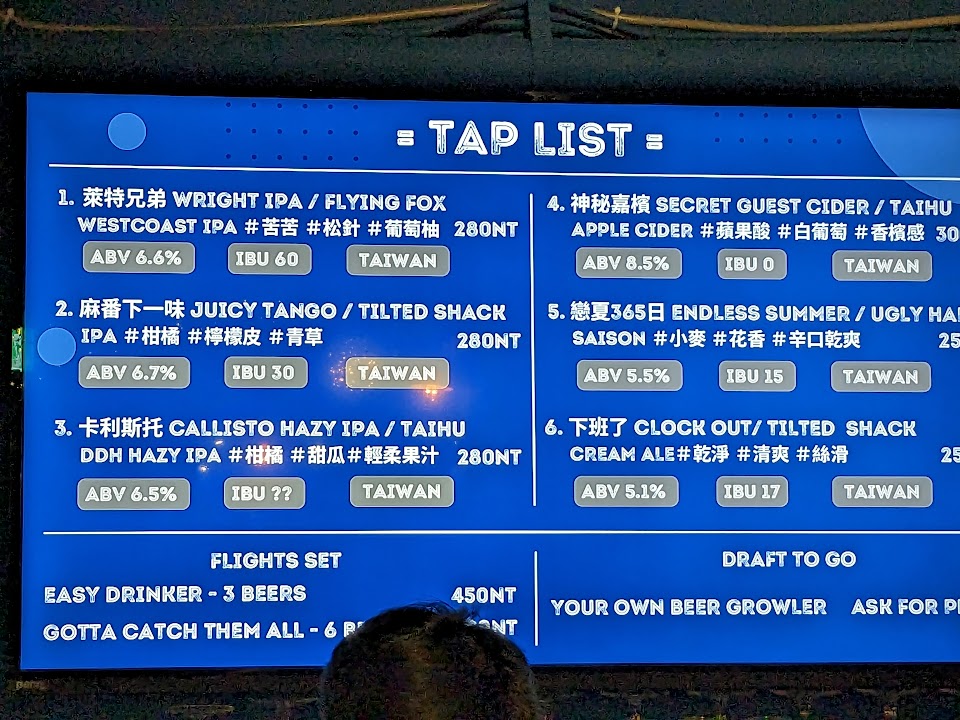 = TAP LIST =
1. 萊特兄弟 WRIGHT IPA / FLYING FOX
WESTCOAST IPA #苦苦 #松針 #葡萄柚 280NT
ABV 6.6% IBU 60 TAIWAN
2. 麻番下一味 JUICY TANGO / TILTED SHACK
IPA #柑橘 #檸檬皮 #青草 280NT
ABV 6.7% IBU 30 TAIWAN
3. 卡利斯托 CALLISTO HAZY IPA / TAIHU
DDH HAZY IPA #柑橘 #甜瓜#輕柔果汁 280NT
ABV 6.5% IBU ?? TAIWAN
4. 神秘嘉檳 SECRET GUEST CIDER / TAIHU
APPLE CIDER #蘋果酸 #白葡萄 #香檳感
ABV 8.5% IBU 0 TAIWAN
5. 戀夏365日 ENDLESS SUMMER / UGLY
SAISON #小麥 #花香 #辛口乾爽
ABV 5.5% IBU 15 TAIWAN
6. 下班了 CLOCK OUT/ TILTED SHACK
CREAM ALE#乾淨 #清爽 #絲滑
ABV 5.1% IBU 17 TAIWAN
FLIGHTS SET
EASY DRINKER - 3 BEERS 450NT
GOTTA CATCH THEM ALL - 6
DRAFT TO GO
YOUR OWN BEER GROWLER ASK FOR